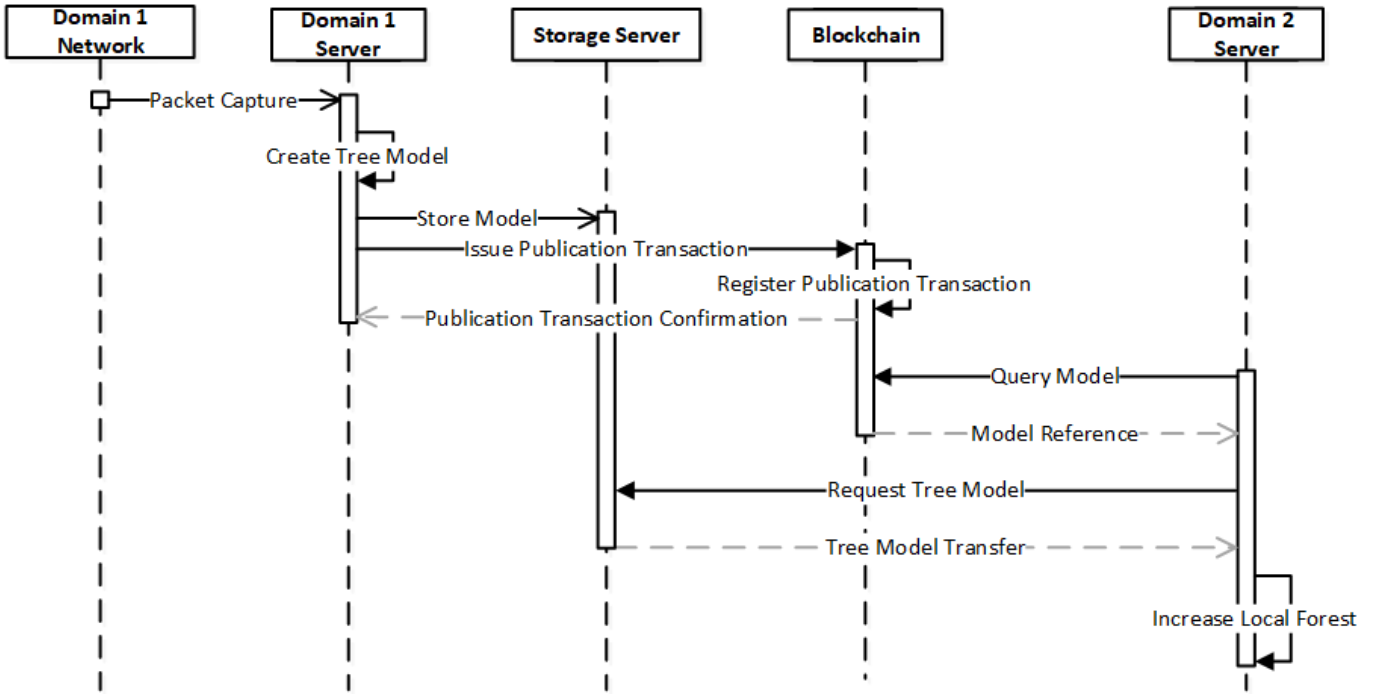 Domain 1
Network
Domain 1
Server
Storage Server
Blockchain
Domain 2
Server
Packet Capture
Create Tree Model
Store Model
Issue Publication Transaction
Register Publication Transaction
Publication Transaction Confirmation
Query Model
Model Reference
Request Tree Model
Tree Model Transfer
Increase Local Forest